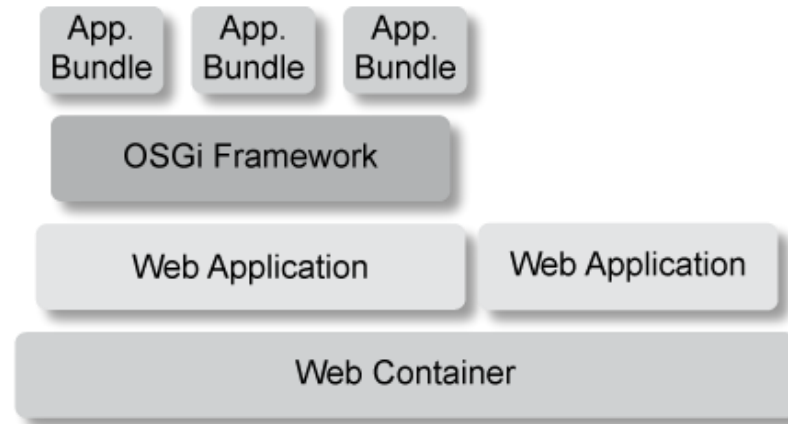 App.
Bundle
App.
Bundle
App.
Bundle
OSGi Framework
Web Application
Web Application
Web Container